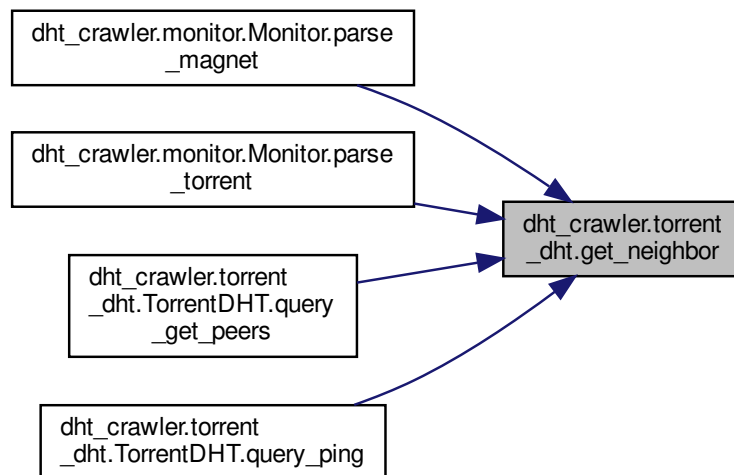 dht_crawler.monitor.Monitor.parse
_magnet
dht_crawler.monitor.Monitor.parse
_torrent
dht_crawler.torrent
_dht.get_neighbor
dht_crawler.torrent
_dht.TorrentDHT.query
_get_peers
dht_crawler.torrent
_dht.TorrentDHT.query_ping